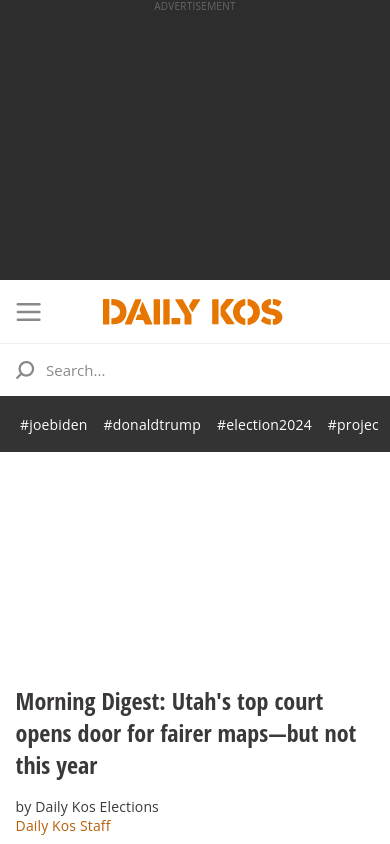 ADVERTISEMENT
DAILY KOS
Search...
#joebiden #donaldtrump #election2024 #projec
Morning Digest: Utah's top court
opens door for fairer maps—but not
this year
by Daily Kos Elections
Daily Kos Staff